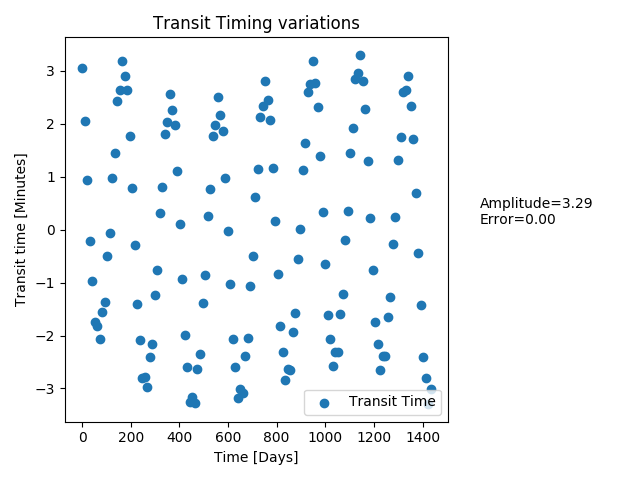 Transit Timing variations
Transit time [Minutes]
3
2
1
0
−1
−2
−3
Amplitude=3.29
Error=0.00
Transit Time
0
200
400
600
800
1000
1200
1400
Time [Days]